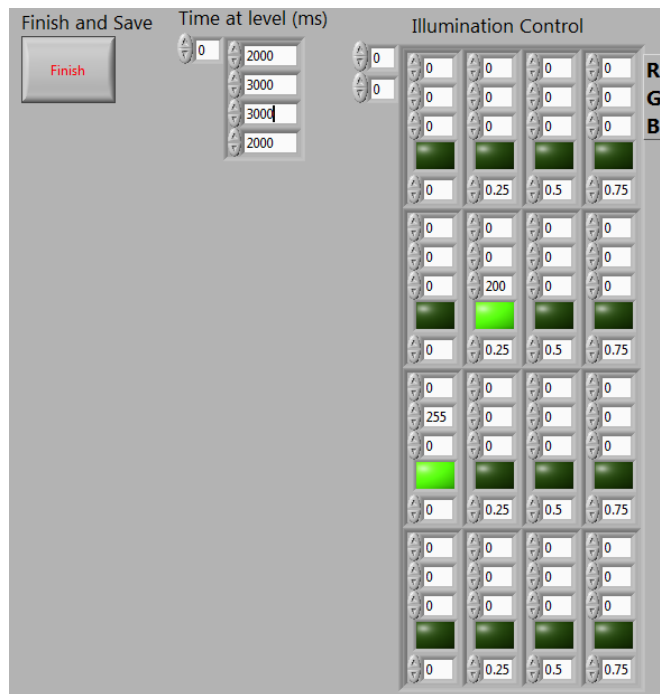 Finish and Save
Time at level (ms)
Illumination Control
Finish
0
2000
3000
3000
2000
0
0
0 0 0 0 R
0 0 0 0 G
0 0 0 0 B
0 0.25 0.5 0.75
0 0 0 0
0 0 0 0
0 200 0 0
0 0.25 0.5 0.75
0 0 0 0
255 0 0 0
0 0 0 0
0 0.25 0.5 0.75
0 0 0 0
0 0 0 0
0 0 0 0
0 0.25 0.5 0.75